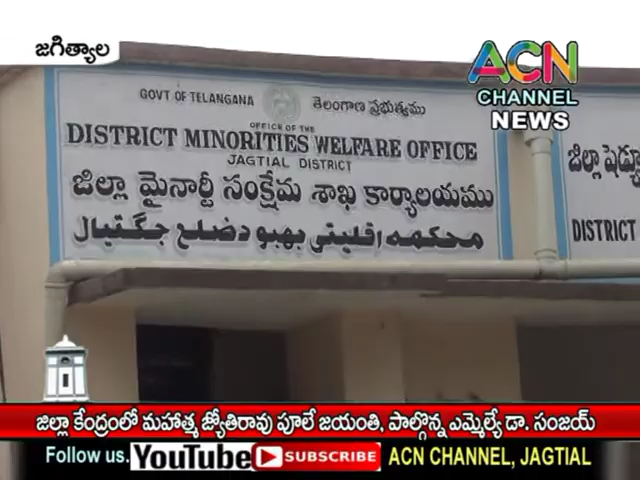 జగిత్యాల
ACN
CHANNEL
NEWS
GOVT OF TELANGANA
తెలంగాణ ప్రభుత్వము
OFFICE OF THE
DISTRICT MINORITIES WELFARE OFFICE
JAGTIAL DISTRICT
జిల్లా మైనార్టీ సంక్షేమ శాఖ కార్యాలయము
محکمہ اقلیتی بهبود ضلع جگتیال
జిల్లా
DISTRICT
జిల్లా కేంద్రంలో మహాత్మ జ్యోతిరావు పూలే జయంతి, పాల్గొన్న ఎమ్మెల్యే డా. సంజయ్
Follow us. YouTube SUBSCRIBE ACN CHANNEL, JAGTIAL